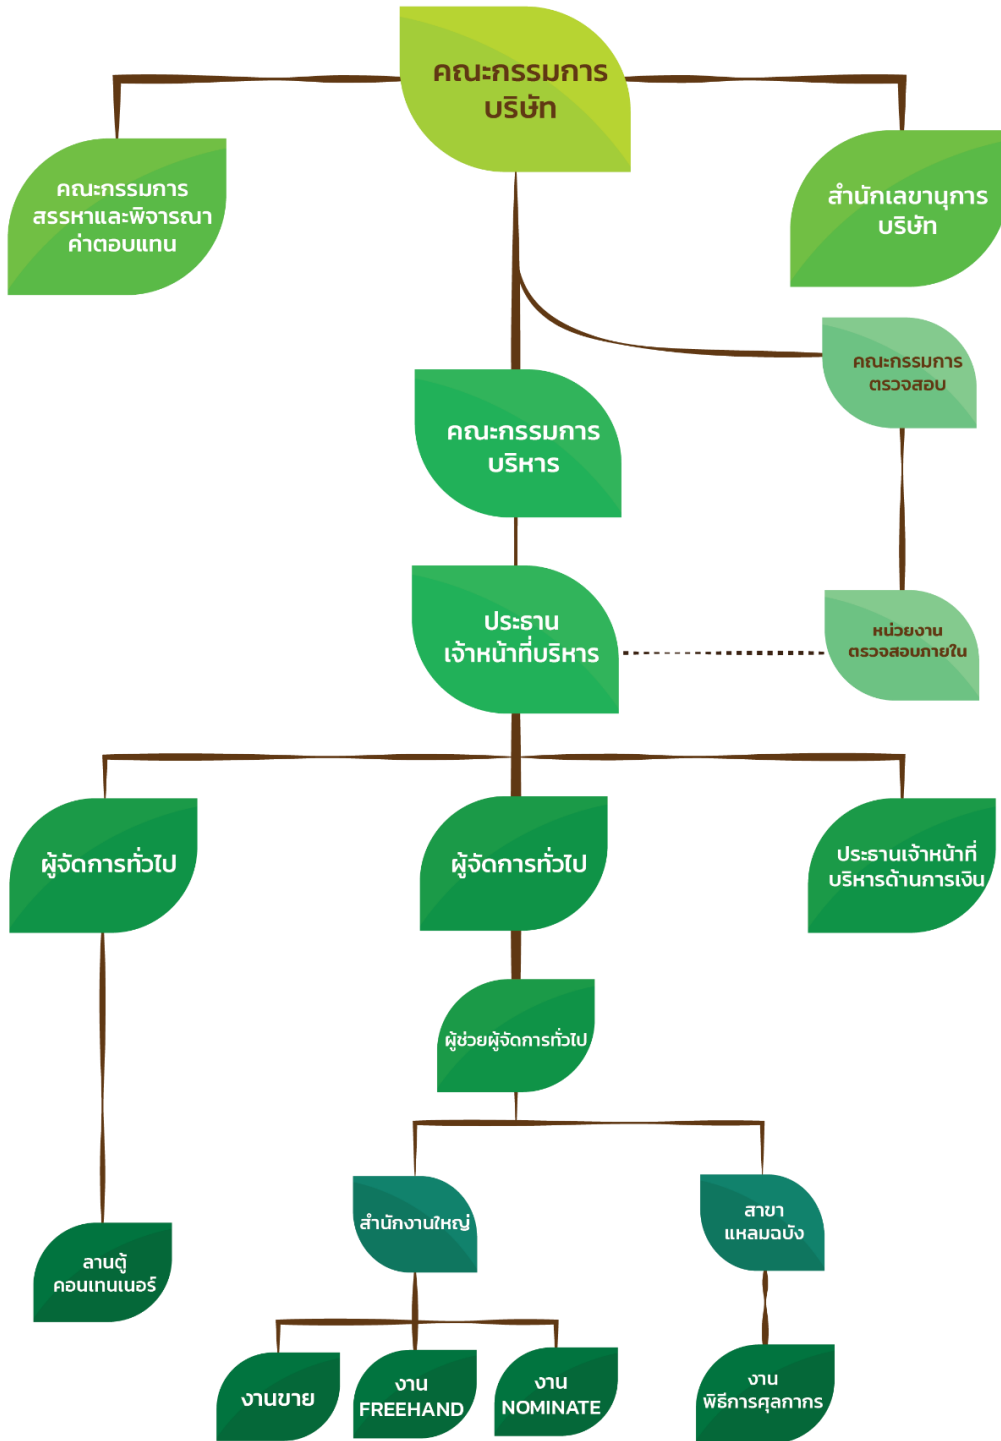 คณะกรรมการ
บริษัท
คณะกรรมการ
สรรหาและพิจารณา
ค่าตอบแทน
สำนักเลขานุการ
บริษัท
คณะกรรมการ
ตรวจสอบ
คณะกรรมการ
บริหาร
ประธาน
เจ้าหน้าที่บริหาร
หน่วยงาน
ตรวจสอบภายใน
ผู้จัดการทั่วไป
ผู้จัดการทั่วไป
ประธานเจ้าหน้าที่
บริหารด้านการเงิน
ผู้ช่วยผู้จัดการทั่วไป
สำนักงานใหญ่
สาขา
แหลมฉบัง
ลานตู้
คอนเทนเนอร์
งานขาย
งาน
FREEHAND
งาน
NOMINATE
งาน
พิธีการศุลกากร